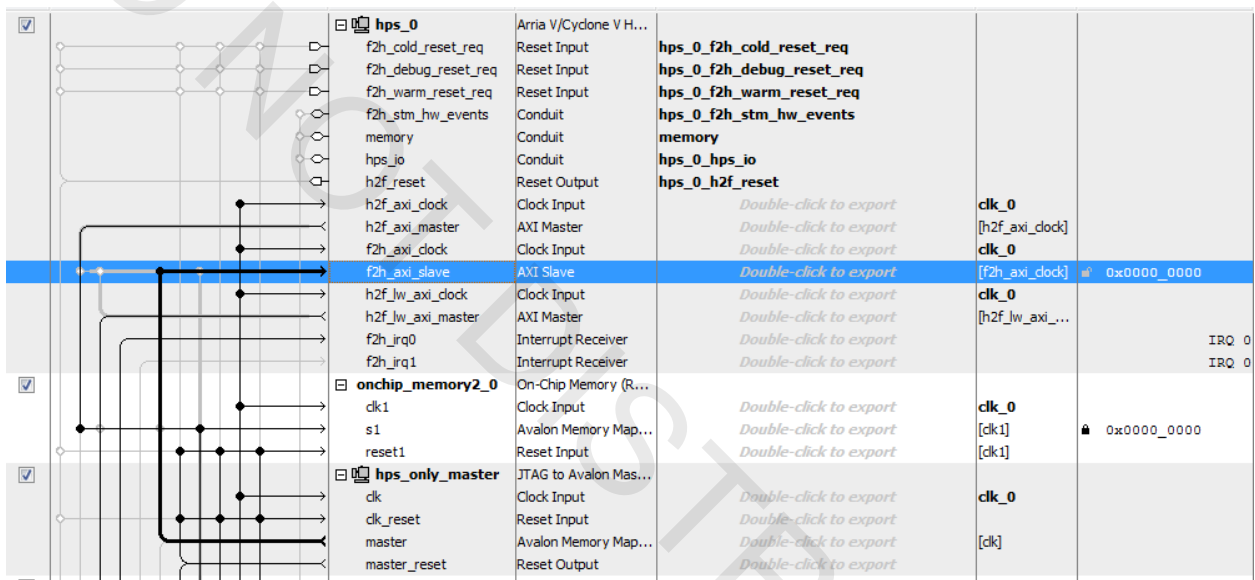 hps_0 Arria V/Cyclone V H...
f2h_cold_reset_req Reset Input hps_0_f2h_cold_reset_req
f2h_debug_reset_req Reset Input hps_0_f2h_debug_reset_req
f2h_warm_reset_req Reset Input hps_0_f2h_warm_reset_req
f2h_stm_hw_events Conduit hps_0_f2h_stm_hw_events
memory Conduit memory
hps_io Conduit hps_0_hps_io
h2f_reset Reset Output hps_0_h2f_reset
h2f_axi_clock Clock Input Double-click to export clk_0
h2f_axi_master AXI Master Double-click to export [h2f_axi_clock]
f2h_axi_clock Clock Input Double-click to export clk_0
f2h_axi_slave AXI Slave Double-click to export [f2h_axi_clock] 0x0000_0000
h2f_lw_axi_clock Clock Input Double-click to export clk_0
h2f_lw_axi_master AXI Master Double-click to export [h2f_lw_axi_...
f2h_irq0 Interrupt Receiver Double-click to export IRQ 0
f2h_irq1 Interrupt Receiver Double-click to export IRQ 0
onchip_memory2_0 On-Chip Memory (R...
clk1 Clock Input Double-click to export clk_0
s1 Avalon Memory Map... Double-click to export [clk1] 0x0000_0000
reset1 Reset Input Double-click to export [clk1]
hps_only_master JTAG to Avalon Mas...
clk Clock Input Double-click to export clk_0
clk_reset Reset Input Double-click to export
master Avalon Memory Map... Double-click to export [clk]
master_reset Reset Output Double-click to export